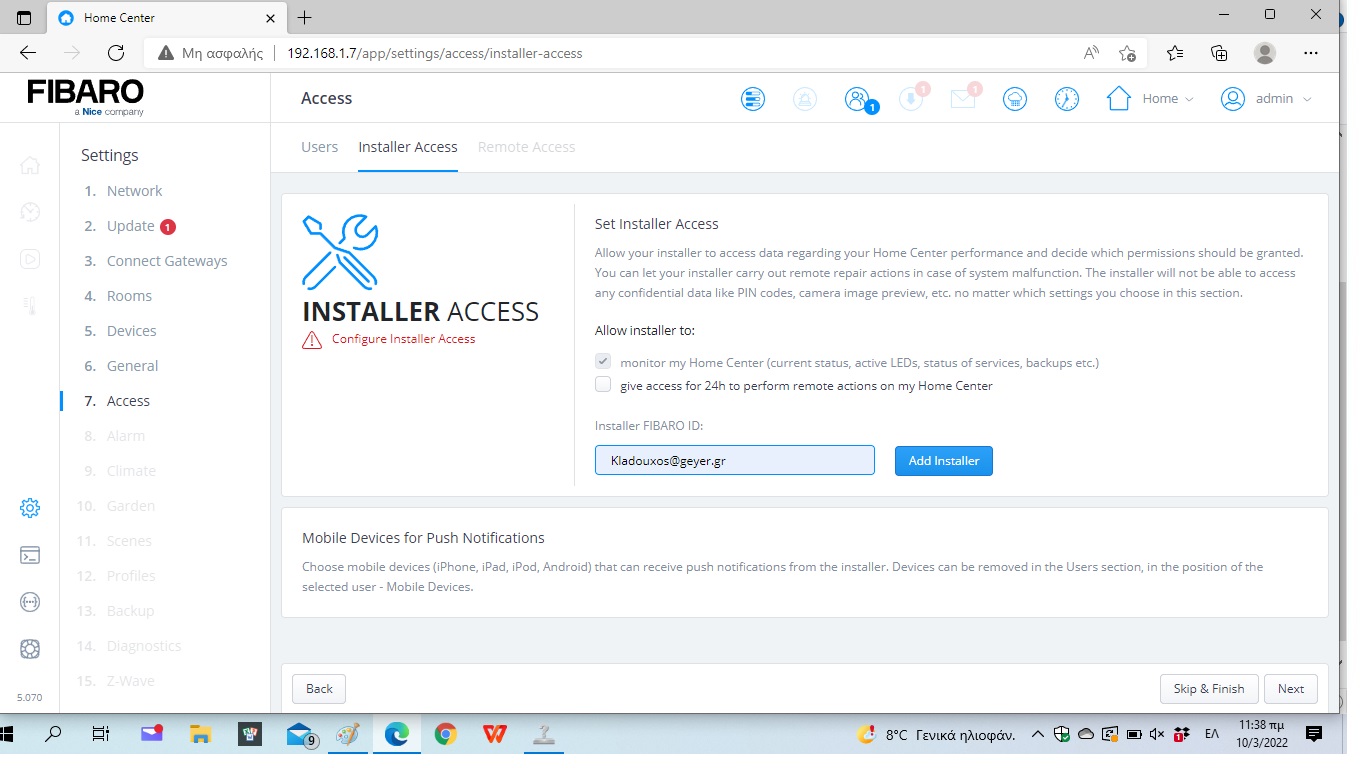 Home Center
Μη ασφαλής
192.168.1.7/app/settings/access/installer-access
FIBARO
a Nice company
Access
1
1
1
Home
admin
Settings
1. Network
2. Update 1
3. Connect Gateways
4. Rooms
5. Devices
6. General
7. Access
8. Alarm
9. Climate
10. Garden
11. Scenes
12. Profiles
13. Backup
14. Diagnostics
15. Z-Wave
5.070
Users
Installer Access
Remote Access
INSTALLER ACCESS
Configure Installer Access
Set Installer Access
Allow your installer to access data regarding your Home Center performance and decide which permissions should be granted.
You can let your installer carry out remote repair actions in case of system malfunction. The installer will not be able to access
any confidential data like PIN codes, camera image preview, etc. no matter which settings you choose in this section.
Allow installer to:
monitor my Home Center (current status, active LEDs, status of services, backups etc.)
give access for 24h to perform remote actions on my Home Center
Installer FIBARO ID:
Kladouxos@geyer.gr
Add Installer
Mobile Devices for Push Notifications
Choose mobile devices (iPhone, iPad, iPod, Android) that can receive push notifications from the installer. Devices can be removed in the Users section, in the position of the
selected user - Mobile Devices.
Back
Skip & Finish
Next
9
8°C Γενικά ηλιοφάν.
1
ΕΛ
11:38 πμ
10/3/2022